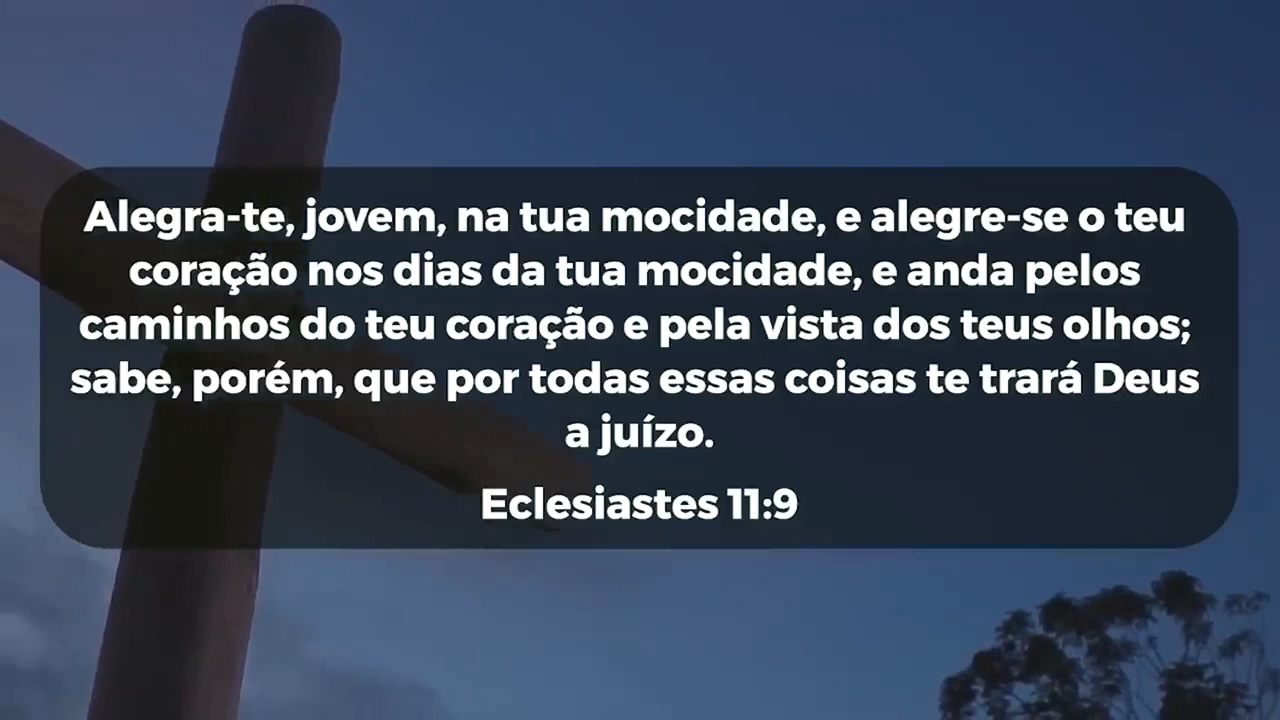 Alegra-te, jovem, na tua mocidade, e alegre-se o teu
coração nos dias da tua mocidade, e anda pelos
caminhos do teu coração e pela vista dos teus olhos;
sabe, porém, que por todas essas coisas te trará Deus
a juízo.
Eclesiastes 11:9